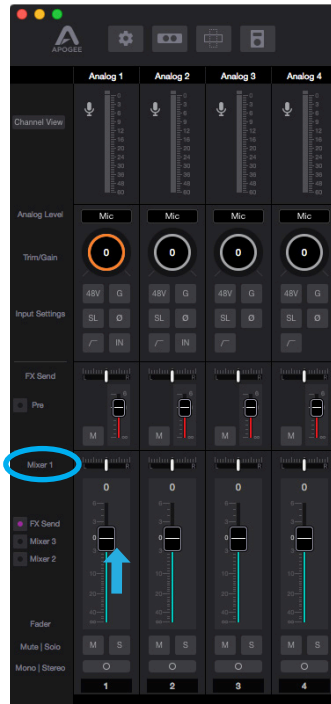 APOGEE
Analog 1 Analog 2 Analog 3 Analog 4
Channel View
Analog Level Mic Mic Mic Mic
Trim/Gain 0 0 0 0
48V G 48V G 48V G 48V G
Input Settings SL Ø SL Ø SL Ø SL Ø
IN IN
FX Send
Pre
M M M M
Mixer 1
0 0 0 0
FX Send
Mixer 3
Mixer 2
Fader
Mute | Solo M S M S M S M S
Mono | Stereo
1 2 3 4